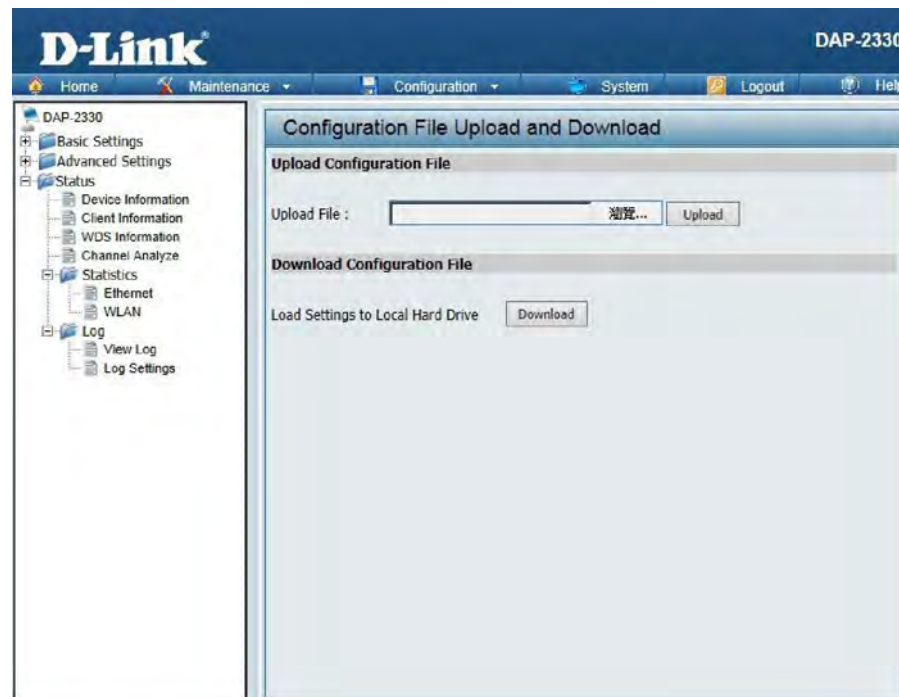 D-Link®
DAP-2330
Home Maintenance Configuration System Logout Help
DAP-2330
Basic Settings
Advanced Settings
Status
Device Information
Client Information
WDS Information
Channel Analyze
Statistics
Ethernet
WLAN
Log
View Log
Log Settings
Configuration File Upload and Download
Upload Configuration File
Upload File : 瀏覽... Upload
Download Configuration File
Load Settings to Local Hard Drive Download